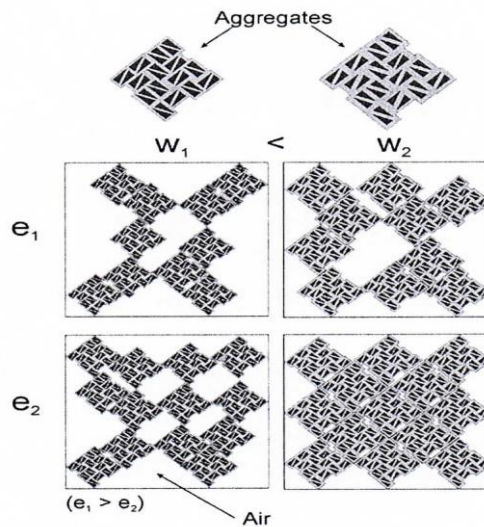 Aggregates
w₁ < w₂
e₁
e₂
(e₁ > e₂)
Air